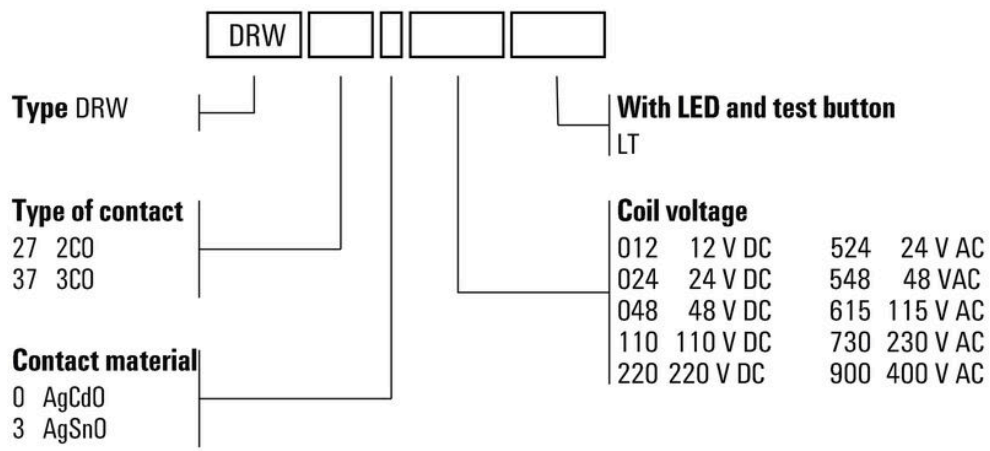 DRW
Type DRW
With LED and test button
LT
Type of contact
27 2CO
37 3CO
Coil voltage
012 12 V DC 524 24 V AC
024 24 V DC 548 48 VAC
048 48 V DC 615 115 V AC
110 110 V DC 730 230 V AC
220 220 V DC 900 400 V AC
Contact material
0 AgCdO
3 AgSnO